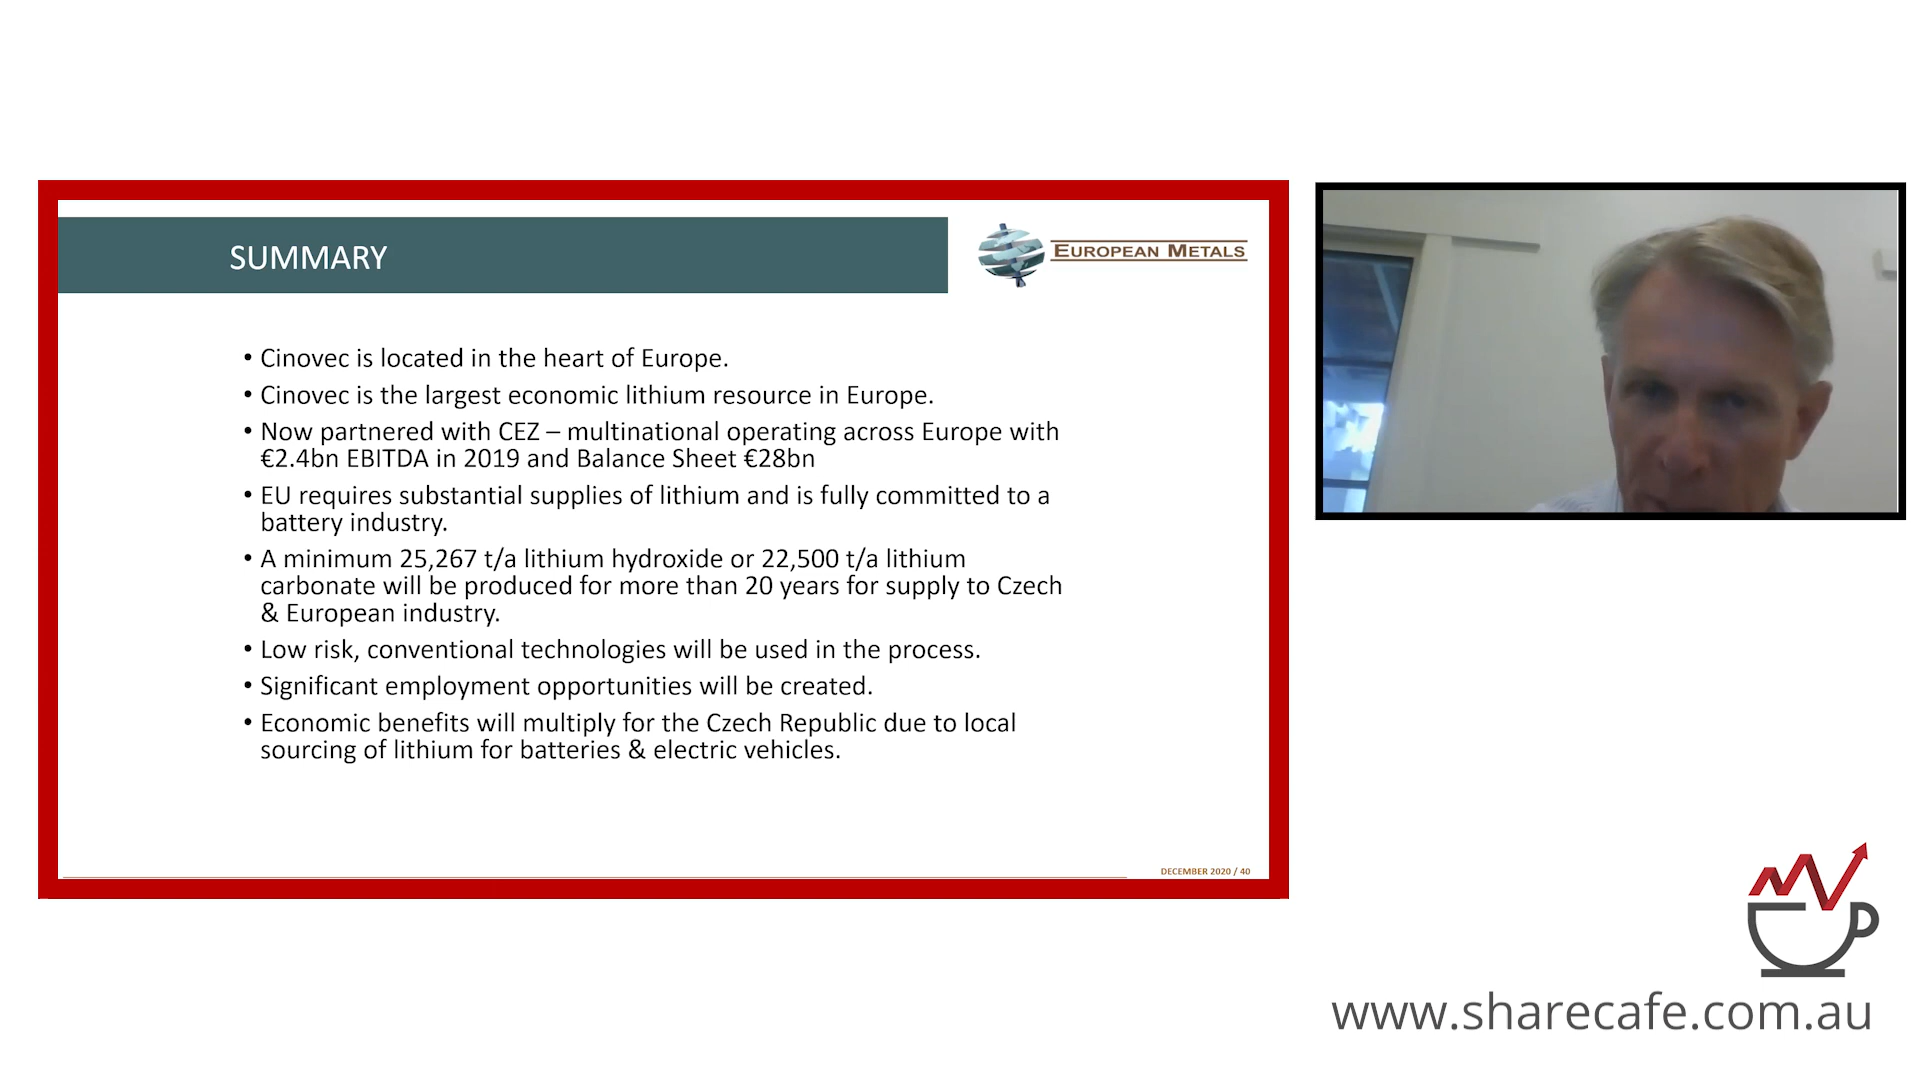 SUMMARY
EUROPEAN METALS
• Cinovec is located in the heart of Europe.
• Cinovec is the largest economic lithium resource in Europe.
• Now partnered with CEZ – multinational operating across Europe with
€2.4bn EBITDA in 2019 and Balance Sheet €28bn
• EU requires substantial supplies of lithium and is fully committed to a
battery industry.
• A minimum 25,267 t/a lithium hydroxide or 22,500 t/a lithium
carbonate will be produced for more than 20 years for supply to Czech
& European industry.
• Low risk, conventional technologies will be used in the process.
• Significant employment opportunities will be created.
• Economic benefits will multiply for the Czech Republic due to local
sourcing of lithium for batteries & electric vehicles.
DECEMBER 2020 / 40
www.sharecafe.com.au